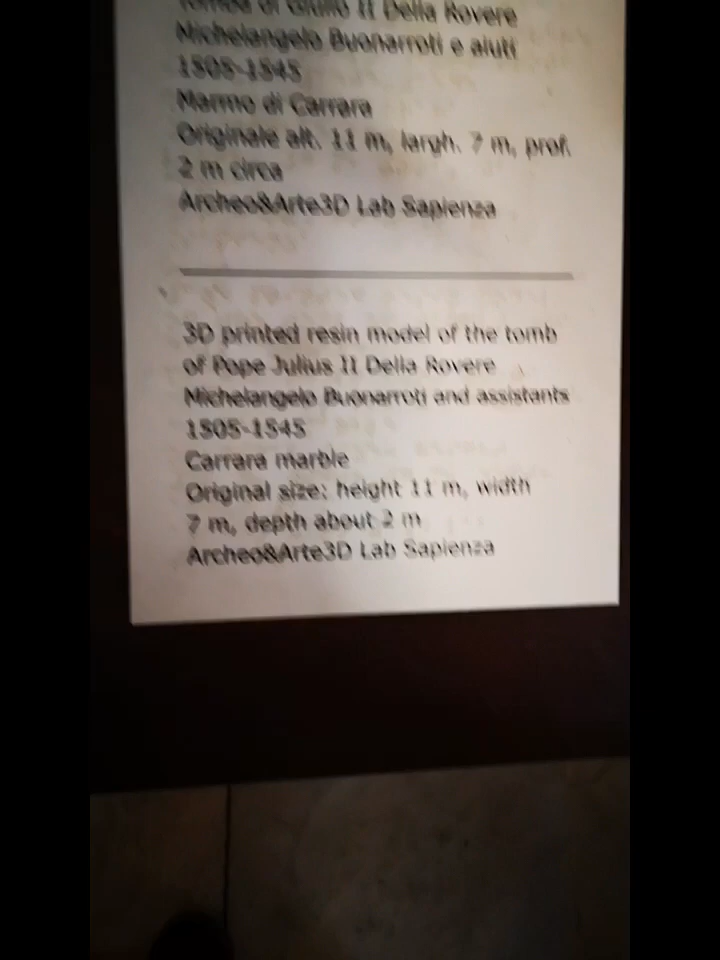 Tomba di Giulio II Della Rovere
Michelangelo Buonarroti e aiuti
1505-1545
Marmo di Carrara
Originale alt. 11 m, largh. 7 m, prof.
2 m circa
Archeo&Arte3D Lab Sapienza
3D printed resin model of the tomb
of Pope Julius II Della Rovere
Michelangelo Buonarroti and assistants
1505-1545
Carrara marble
Original size: height 11 m, width
7 m, depth about 2 m
Archeo&Arte3D Lab Sapienza